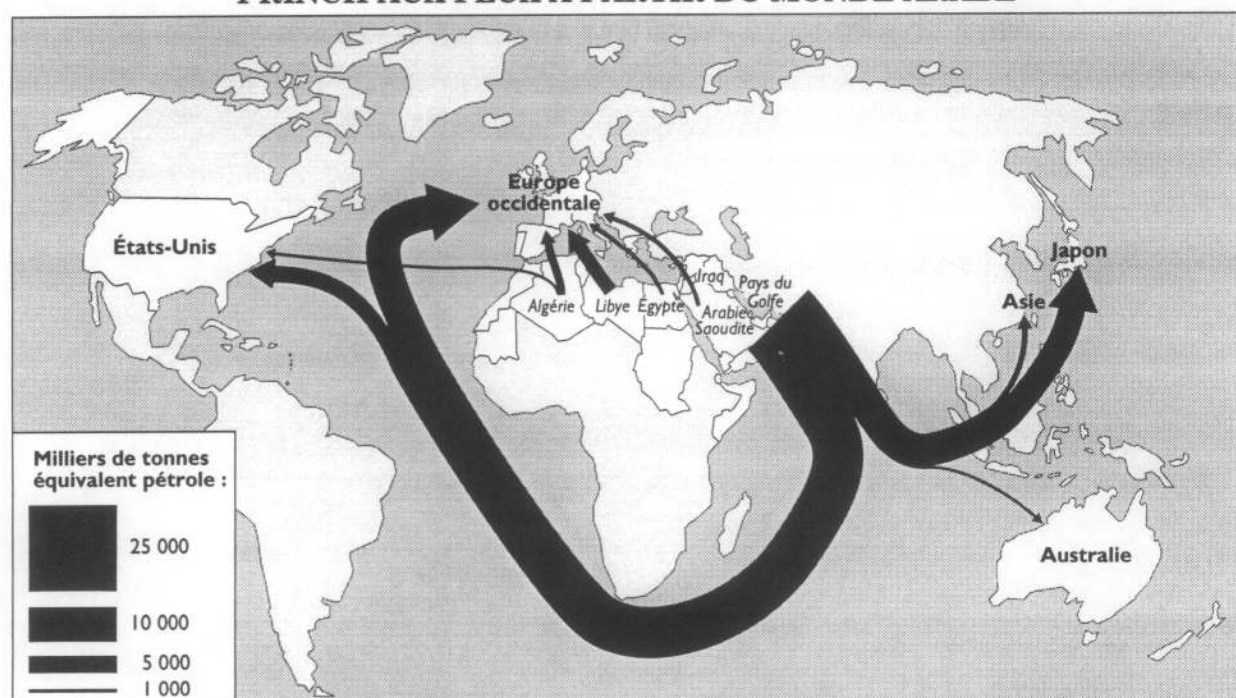 Europe
occidentale
États-Unis
Japon
Iraq
Pays du
Golfe
Asie
Algérie
Libye
Égypte
Arabie
Saoudite
Milliers de tonnes
équivalent pétrole :
25 000
10 000
5 000
1 000
Australie